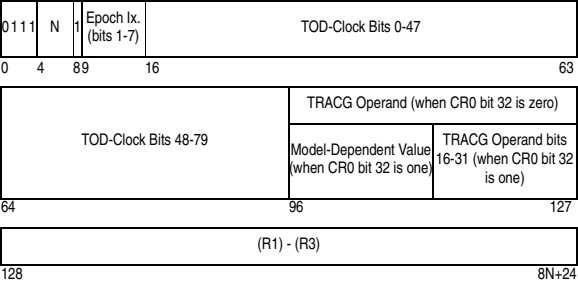 0111 N 1 Epoch Ix. (bits 1-7) TOD-Clock Bits 0-47
0 4 8 9 16 63
TOD-Clock Bits 48-79
TRACG Operand (when CR0 bit 32 is zero)
Model-Dependent Value
(when CR0 bit 32 is one)
TRACG Operand bits
16-31 (when CR0 bit 32
is one)
64 96 127
(R1) - (R3)
128 8N+24